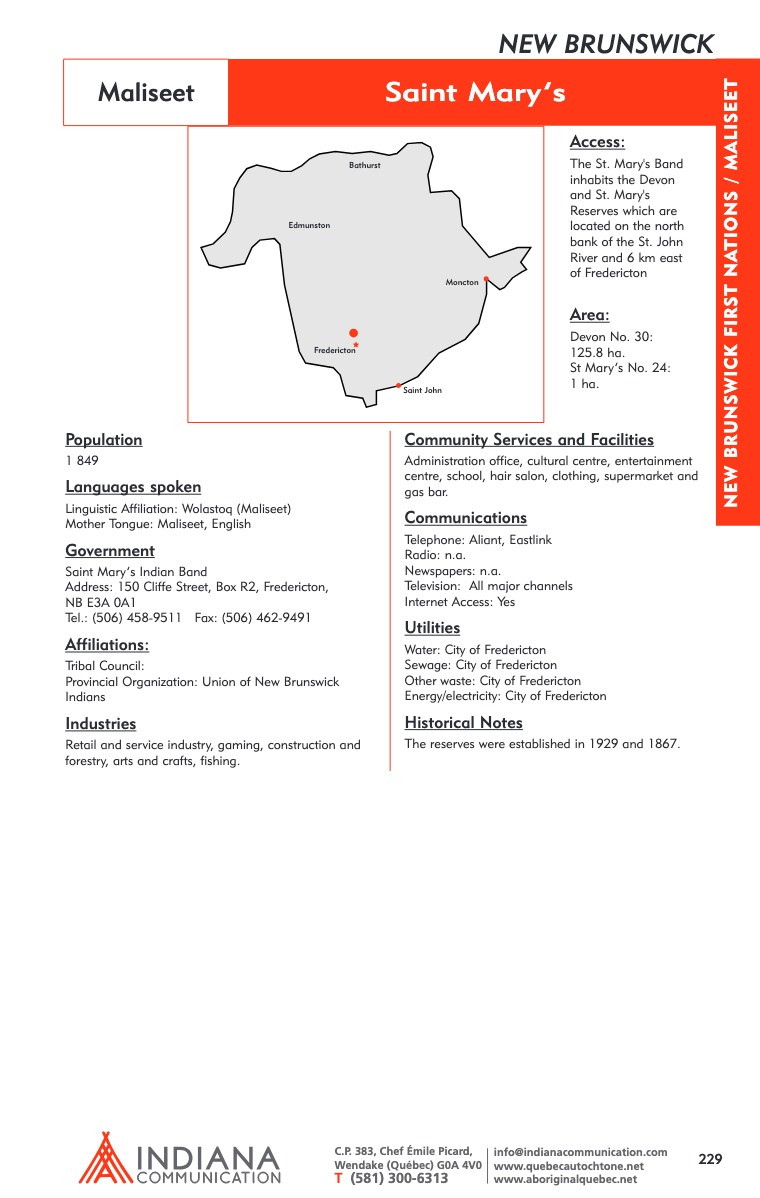 NEW BRUNSWICK
Maliseet
Saint Mary's
NEW BRUNSWICK FIRST NATIONS / MALISEET
Bathurst
Edmunston
Moncton
Fredericton
Saint John
Access:
The St. Mary's Band
inhabits the Devon
and St. Mary's
Reserves which are
located on the north
bank of the St. John
River and 6 km east
of Fredericton
Area:
Devon No. 30:
125.8 ha.
St Mary's No. 24:
1 ha.
Population
1 849
Languages spoken
Linguistic Affiliation: Wolastoq (Maliseet)
Mother Tongue: Maliseet, English
Government
Saint Mary's Indian Band
Address: 150 Cliffe Street, Box R2, Fredericton,
NB E3A 0A1
Tel.: (506) 458-9511   Fax: (506) 462-9491
Affiliations:
Tribal Council:
Provincial Organization: Union of New Brunswick
Indians
Industries
Retail and service industry, gaming, construction and
forestry, arts and crafts, fishing.
Community Services and Facilities
Administration office, cultural centre, entertainment
centre, school, hair salon, clothing, supermarket and
gas bar.
Communications
Telephone: Aliant, Eastlink
Radio: n.a.
Newspapers: n.a.
Television:  All major channels
Internet Access: Yes
Utilities
Water: City of Fredericton
Sewage: City of Fredericton
Other waste: City of Fredericton
Energy/electricity: City of Fredericton
Historical Notes
The reserves were established in 1929 and 1867.
INDIANA
COMMUNICATION
C.P. 383, Chef Émile Picard,
Wendake (Québec) G0A 4V0
T (581) 300-6313
info@indianacommunication.com
www.quebecautochtone.net
www.aboriginalquebec.net
229